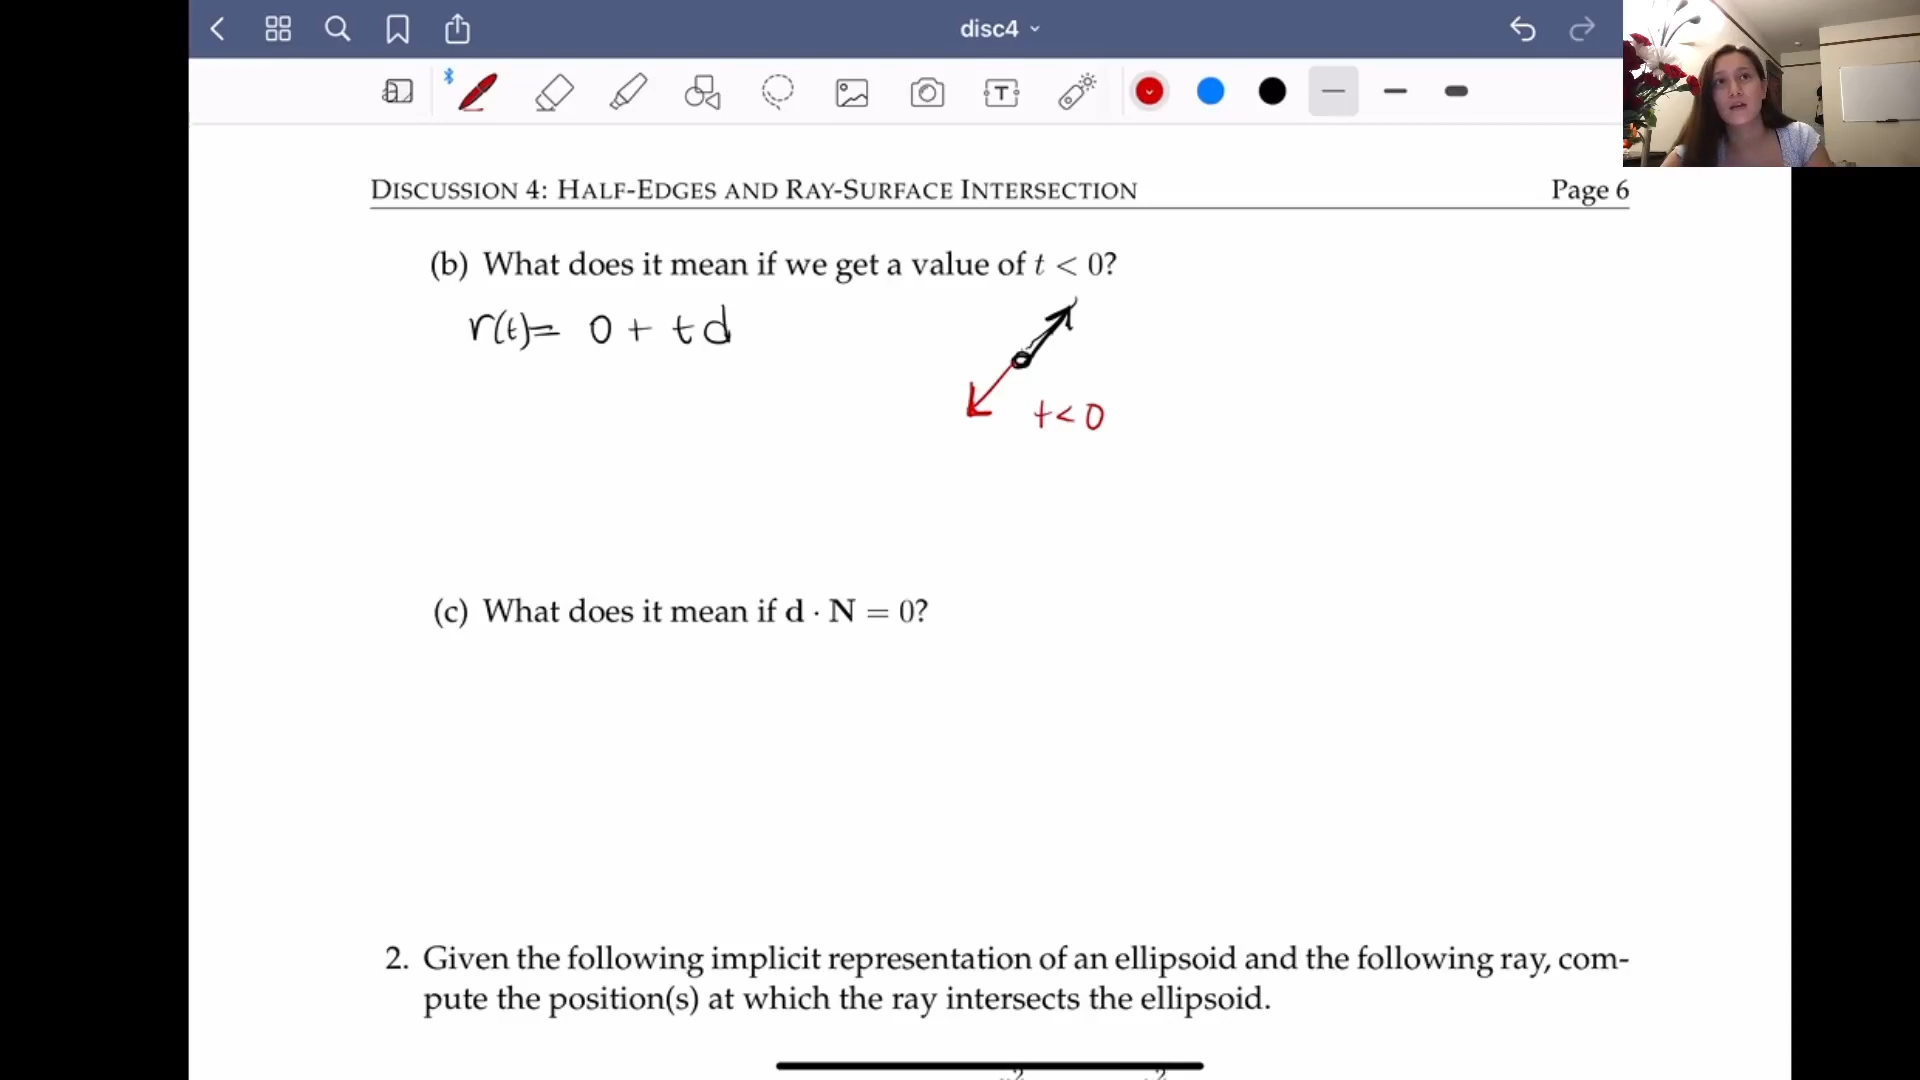 disc4
DISCUSSION 4: HALF-EDGES AND RAY-SURFACE INTERSECTION Page 6
(b) What does it mean if we get a value of t < 0?
r(t)= o + td
t<0
(c) What does it mean if d · N = 0?
2. Given the following implicit representation of an ellipsoid and the following ray, com-
pute the position(s) at which the ray intersects the ellipsoid.